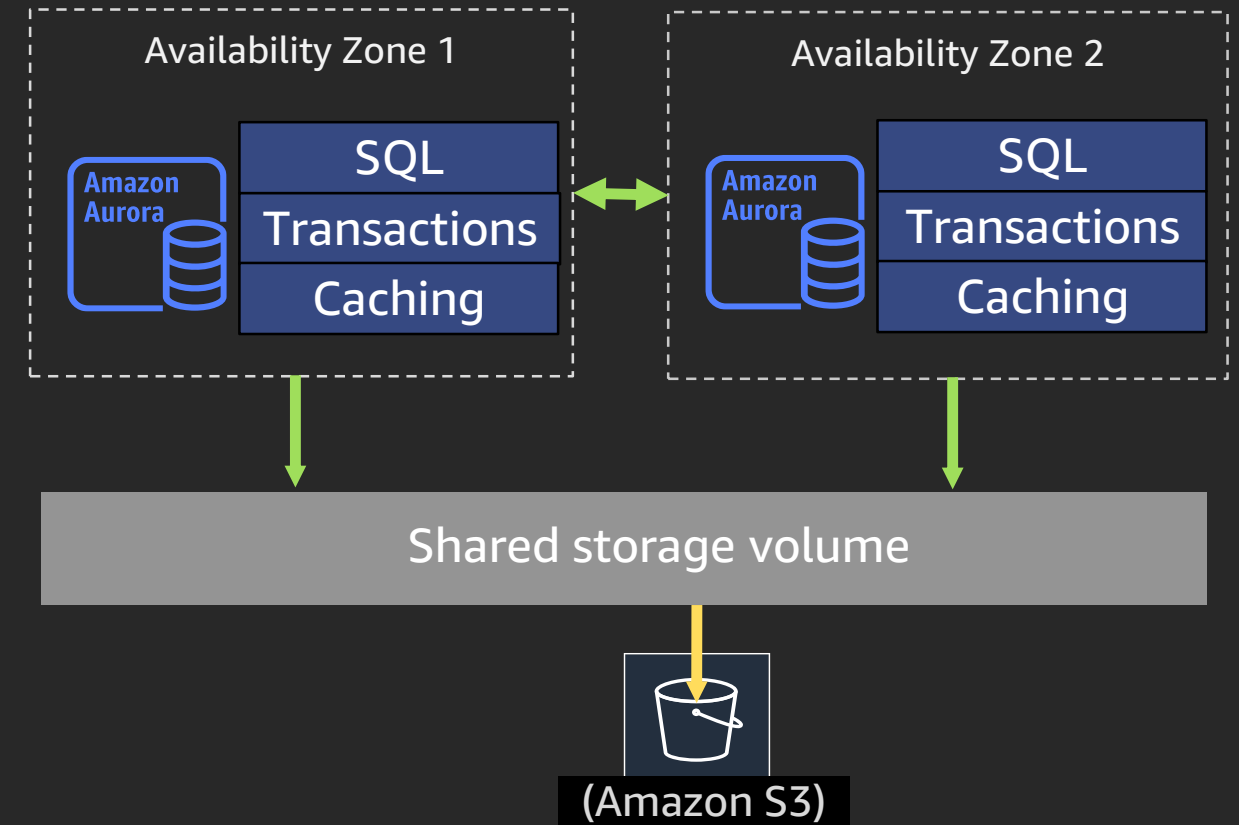 Availability Zone 1
Amazon
Aurora
SQL
Transactions
Caching
Availability Zone 2
Amazon
Aurora
SQL
Transactions
Caching
Shared storage volume
(Amazon S3)